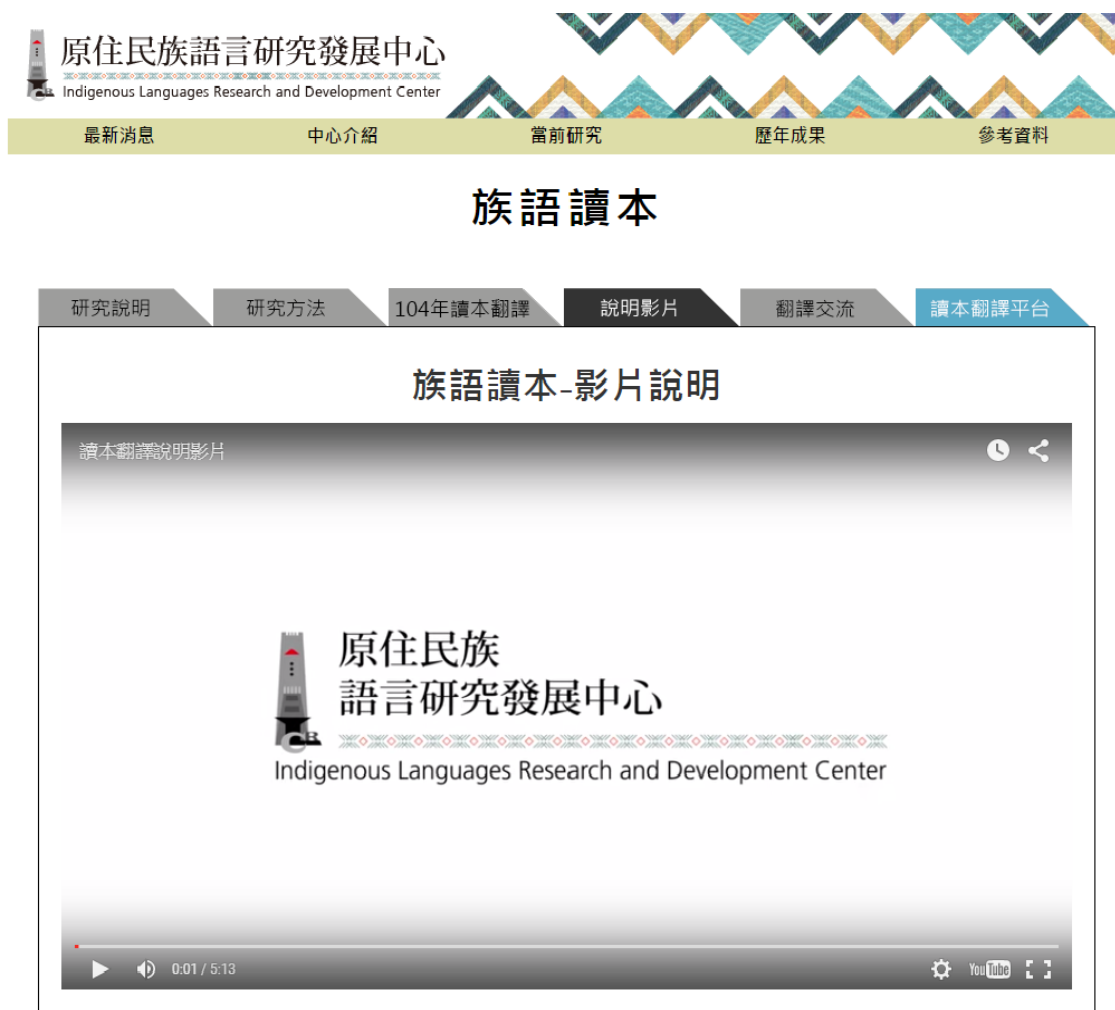 原住民族語言研究發展中心
Indigenous Languages Research and Development Center
最新消息 中心介紹 當前研究 歷年成果 參考資料
族語讀本
研究說明 研究方法 104年讀本翻譯 說明影片 翻譯交流 讀本翻譯平台
族語讀本-影片說明
讀本翻譯說明影片
原住民族
語言研究發展中心
Indigenous Languages Research and Development Center
0:01 / 5:13 YouTube